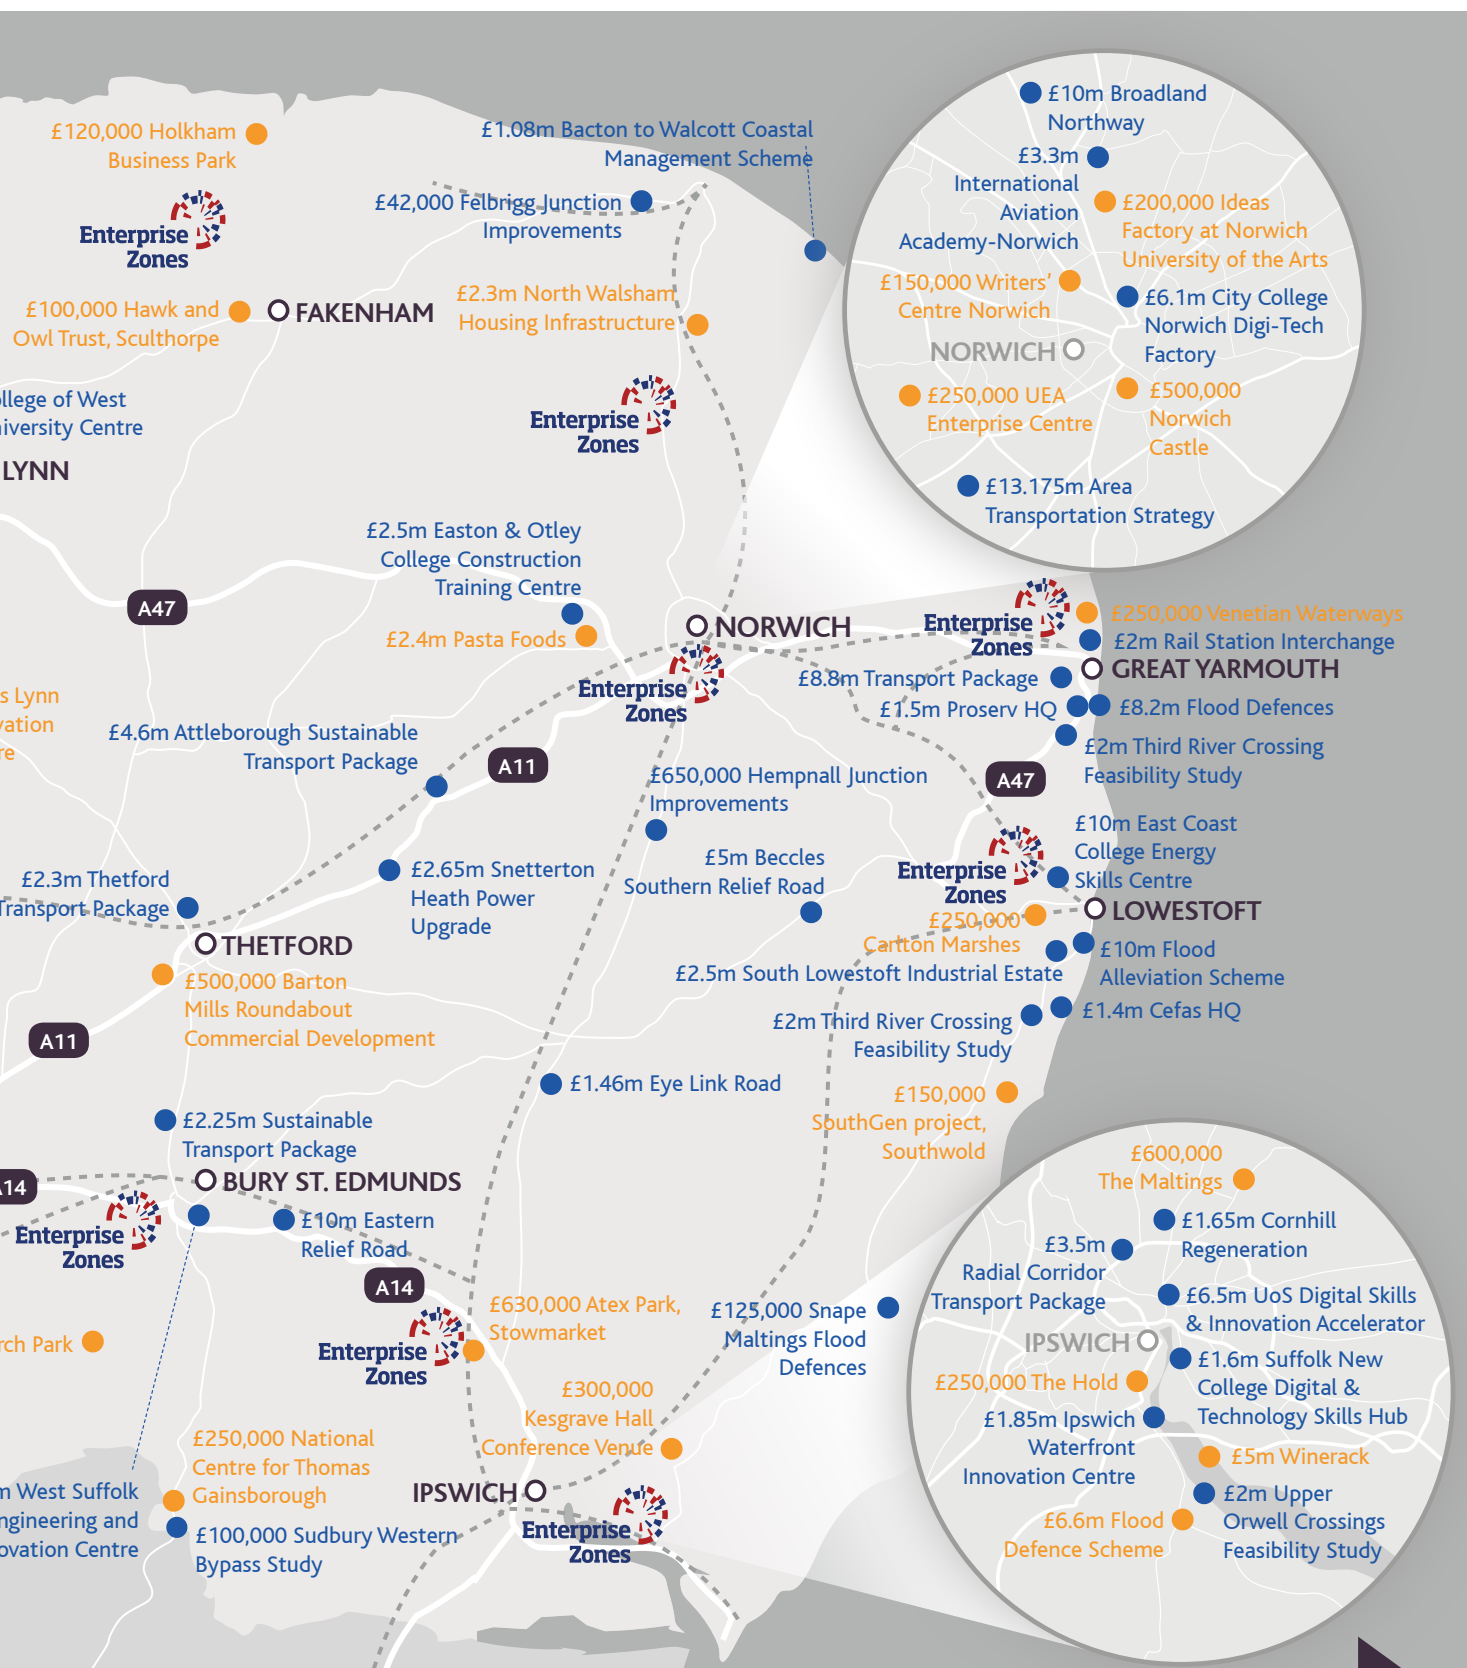 £120,000 Holkham
Business Park
Enterprise
Zones
£100,000 Hawk and
Owl Trust, Sculthorpe
FAKENHAM
£1.08m Bacton to Walcott Coastal
Management Scheme
£42,000 Felbrigg Junction
Improvements
£2.3m North Walsham
Housing Infrastructure
Enterprise
Zones
£10m Broadland
Northway
£3.3m
International
Aviation
Academy-Norwich
£200,000 Ideas
Factory at Norwich
University of the Arts
£150,000 Writers’
Centre Norwich
£6.1m City College
Norwich Digi-Tech
Factory
NORWICH
£250,000 UEA
Enterprise Centre
£500,000
Norwich
Castle
£13.175m Area
Transportation Strategy
llege of West
iversity Centre
LYNN
A47
£2.5m Easton & Otley
College Construction
Training Centre
£2.4m Pasta Foods
NORWICH
Enterprise
Zones
Enterprise
Zones
£250,000 Venetian Waterways
£2m Rail Station Interchange
GREAT YARMOUTH
£8.8m Transport Package
£1.5m Proserv HQ
£8.2m Flood Defences
£2m Third River Crossing
Feasibility Study
A47
s Lynn
vation
re
£4.6m Attleborough Sustainable
Transport Package
A11
£650,000 Hempnall Junction
Improvements
£5m Beccles
Southern Relief Road
£10m East Coast
College Energy
Skills Centre
Enterprise
Zones
LOWESTOFT
£250,000
Carlton Marshes
£2.5m South Lowestoft Industrial Estate
£10m Flood
Alleviation Scheme
£1.4m Cefas HQ
£2m Third River Crossing
Feasibility Study
£150,000
SouthGen project,
Southwold
£2.3m Thetford
Transport Package
£2.65m Snetterton
Heath Power
Upgrade
THETFORD
£500,000 Barton
Mills Roundabout
Commercial Development
A11
£1.46m Eye Link Road
£2.25m Sustainable
Transport Package
A14
BURY ST. EDMUNDS
Enterprise
Zones
£10m Eastern
Relief Road
A14
£630,000 Atex Park,
Stowmarket
Enterprise
Zones
£125,000 Snape
Maltings Flood
Defences
rch Park
£300,000
Kesgrave Hall
Conference Venue
£250,000 National
Centre for Thomas
Gainsborough
m West Suffolk
ngineering and
ovation Centre
£100,000 Sudbury Western
Bypass Study
IPSWICH
Enterprise
Zones
£600,000
The Maltings
£1.65m Cornhill
Regeneration
£3.5m
Radial Corridor
Transport Package
£6.5m UoS Digital Skills
& Innovation Accelerator
IPSWICH
£1.6m Suffolk New
College Digital &
Technology Skills Hub
£250,000 The Hold
£1.85m Ipswich
Waterfront
Innovation Centre
£5m Winerack
£2m Upper
Orwell Crossings
Feasibility Study
£6.6m Flood
Defence Scheme